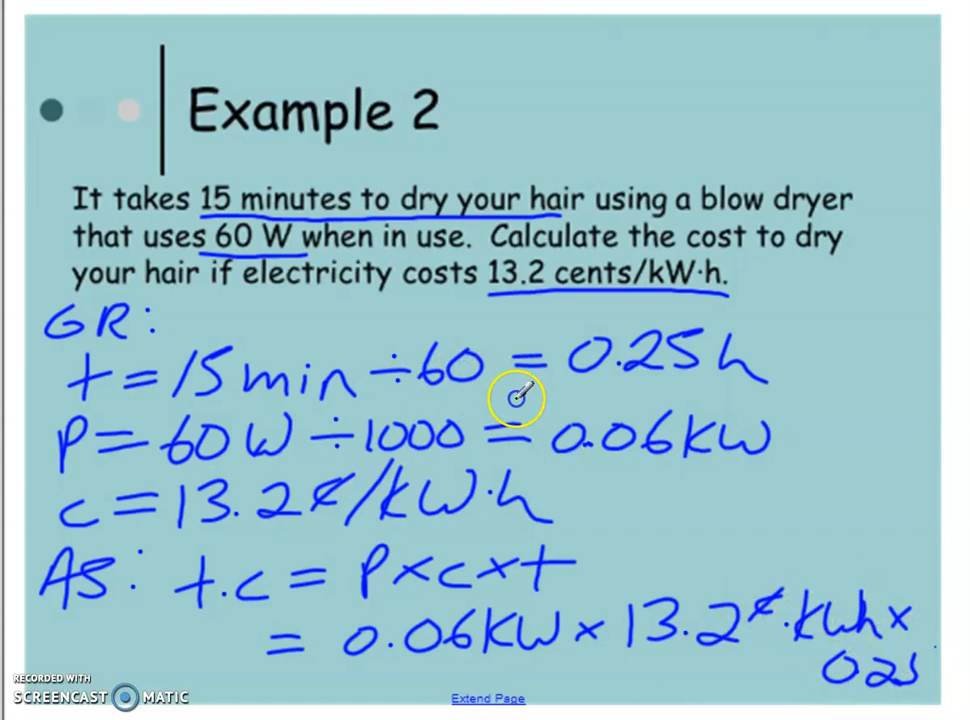 Example 2
It takes 15 minutes to dry your hair using a blow dryer
that uses 60 W when in use. Calculate the cost to dry
your hair if electricity costs 13.2 cents/kW·h.
GR:
t = 15 min ÷ 60 = 0.25 h
P = 60 W ÷ 1000 = 0.06 kW
c = 13.2 ¢/kW·h
AS: t.c = P x c x t
= 0.06 kW x 13.2 ¢·kWh x
0.25
RECORDED WITH
SCREENCAST MATIC
Extend Page